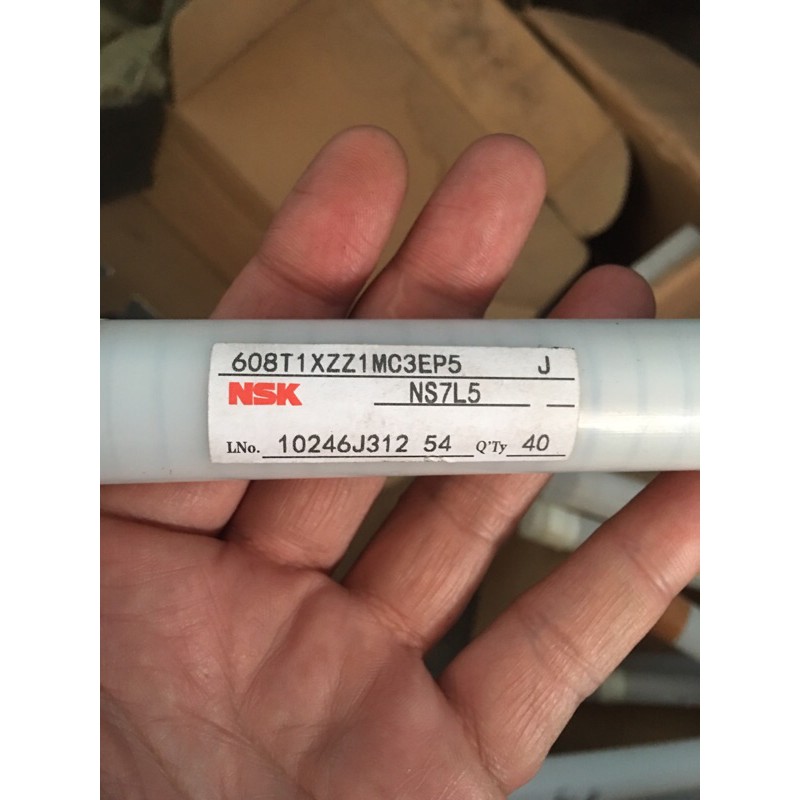 608T1XZZ1MC3EP5 J
NSK NS7L5
LNo. 10246J312 54 Q'Ty 40